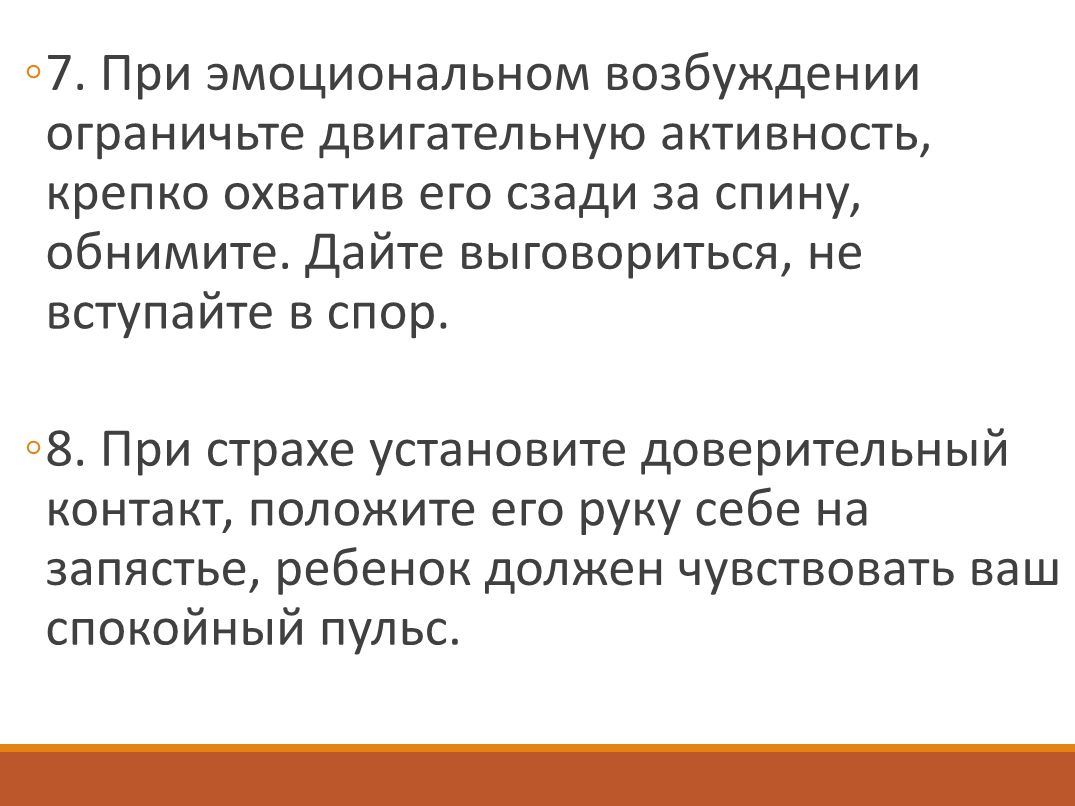 ◦7. При эмоциональном возбуждении
ограничьте двигательную активность,
крепко охватив его сзади за спину,
обнимите. Дайте выговориться, не
вступайте в спор.
◦8. При страхе установите доверительный
контакт, положите его руку себе на
запястье, ребенок должен чувствовать ваш
спокойный пульс.